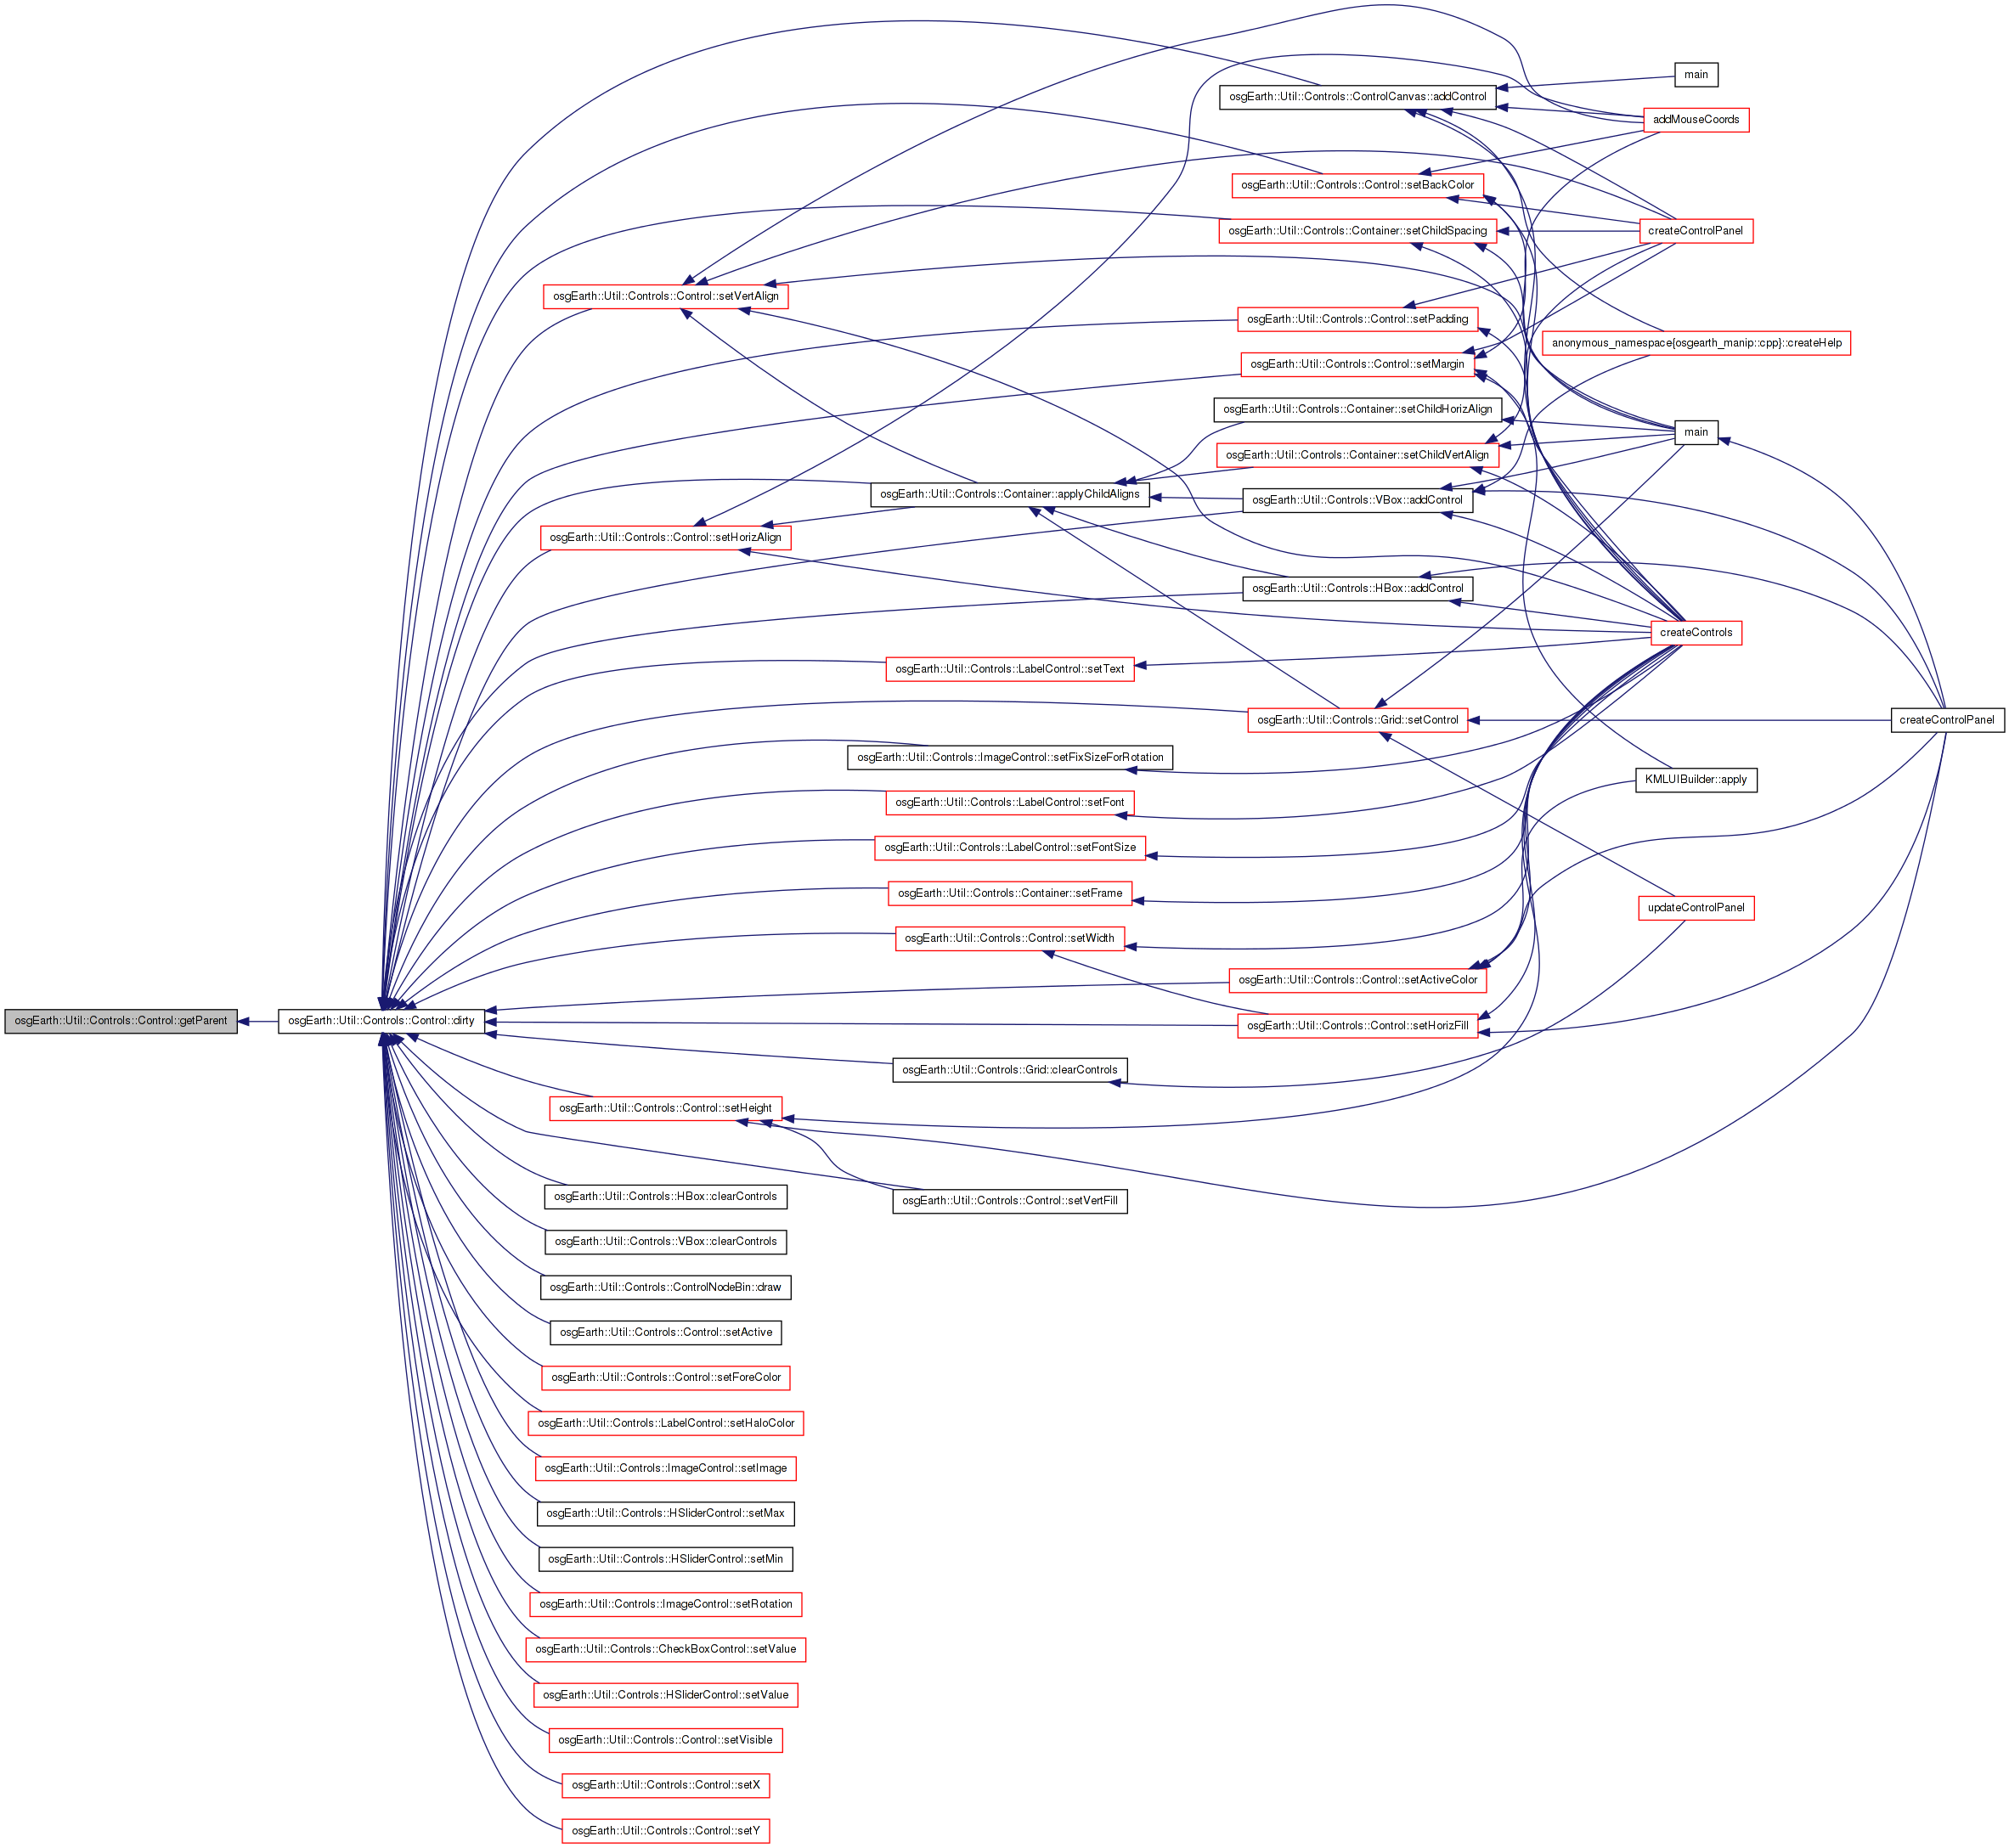 main
osgEarth::Util::Controls::ControlCanvas::addControl
addMouseCoords
osgEarth::Util::Controls::Control::setBackColor
osgEarth::Util::Controls::Container::setChildSpacing
createControlPanel
osgEarth::Util::Controls::Control::setVertAlign
osgEarth::Util::Controls::Control::setPadding
anonymous_namespace{osgearth_manip::cpp}::createHelp
osgEarth::Util::Controls::Control::setMargin
osgEarth::Util::Controls::Container::setChildHorizAlign
main
osgEarth::Util::Controls::Container::setChildVertAlign
osgEarth::Util::Controls::Container::applyChildAligns
osgEarth::Util::Controls::VBox::addControl
osgEarth::Util::Controls::Control::setHorizAlign
osgEarth::Util::Controls::HBox::addControl
createControls
osgEarth::Util::Controls::LabelControl::setText
osgEarth::Util::Controls::Grid::setControl
createControlPanel
osgEarth::Util::Controls::ImageControl::setFixSizeForRotation
KMLUIBuilder::apply
osgEarth::Util::Controls::LabelControl::setFont
osgEarth::Util::Controls::LabelControl::setFontSize
osgEarth::Util::Controls::Container::setFrame
updateControlPanel
osgEarth::Util::Controls::Control::setWidth
osgEarth::Util::Controls::Control::setActiveColor
osgEarth::Util::Controls::Control::getParent
osgEarth::Util::Controls::Control::dirty
osgEarth::Util::Controls::Control::setHorizFill
osgEarth::Util::Controls::Grid::clearControls
osgEarth::Util::Controls::Control::setHeight
osgEarth::Util::Controls::HBox::clearControls
osgEarth::Util::Controls::Control::setVertFill
osgEarth::Util::Controls::VBox::clearControls
osgEarth::Util::Controls::ControlNodeBin::draw
osgEarth::Util::Controls::Control::setActive
osgEarth::Util::Controls::Control::setForeColor
osgEarth::Util::Controls::LabelControl::setHaloColor
osgEarth::Util::Controls::ImageControl::setImage
osgEarth::Util::Controls::HSliderControl::setMax
osgEarth::Util::Controls::HSliderControl::setMin
osgEarth::Util::Controls::ImageControl::setRotation
osgEarth::Util::Controls::CheckBoxControl::setValue
osgEarth::Util::Controls::HSliderControl::setValue
osgEarth::Util::Controls::Control::setVisible
osgEarth::Util::Controls::Control::setX
osgEarth::Util::Controls::Control::setY